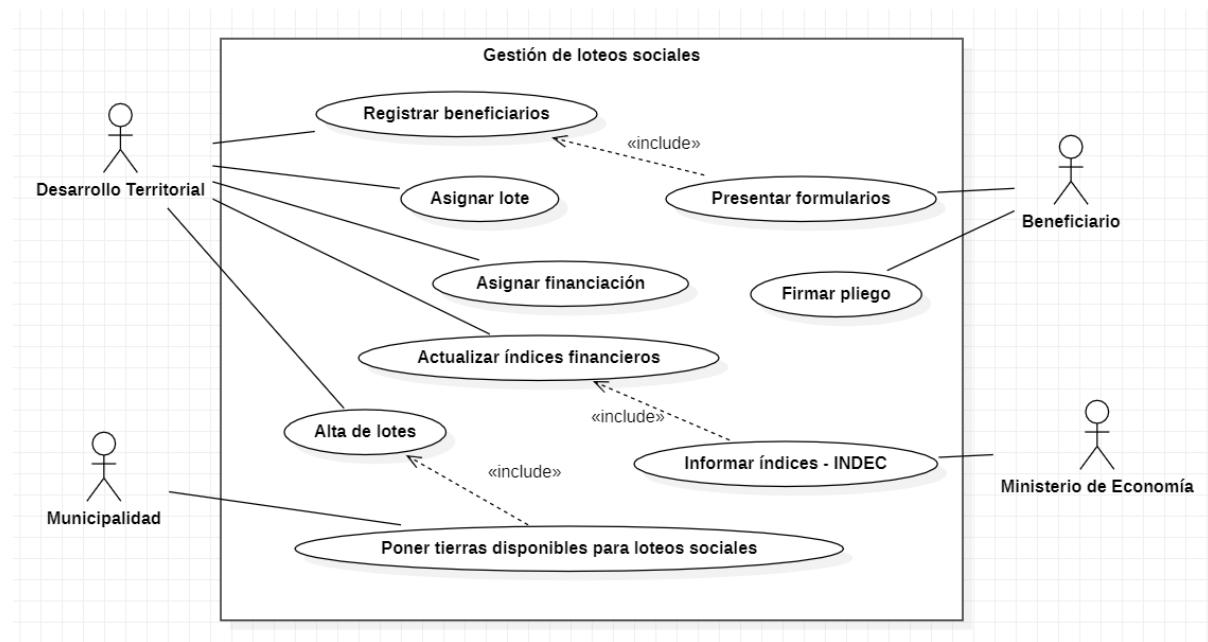 Gestión de loteos sociales
Registrar beneficiarios
«include»
Desarrollo Territorial
Asignar lote
Presentar formularios
Beneficiario
Asignar financiación
Firmar pliego
Actualizar índices financieros
«include»
Alta de lotes
Informar índices - INDEC
«include»
Ministerio de Economía
Municipalidad
Poner tierras disponibles para loteos sociales